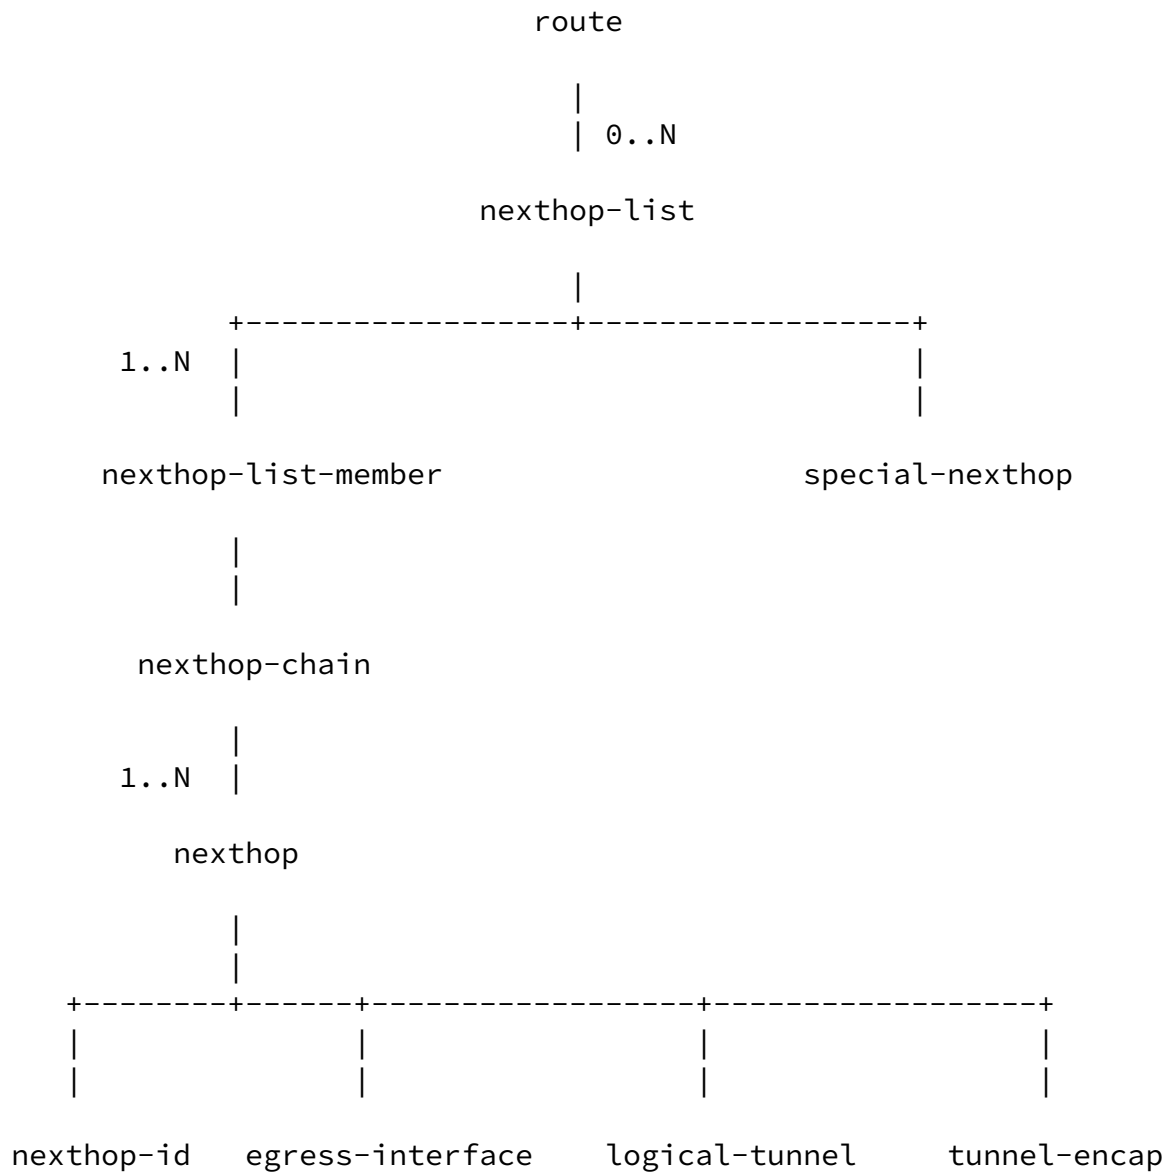 route
|
| 0..N
nexthop-list
|
+------------------+------------------+
1..N | |
| |
nexthop-list-member special-nexthop
|
|
nexthop-chain
|
1..N |
nexthop
|
|
+--------+------+------------------+------------------+
| | | |
| | | |
nexthop-id egress-interface logical-tunnel tunnel-encap